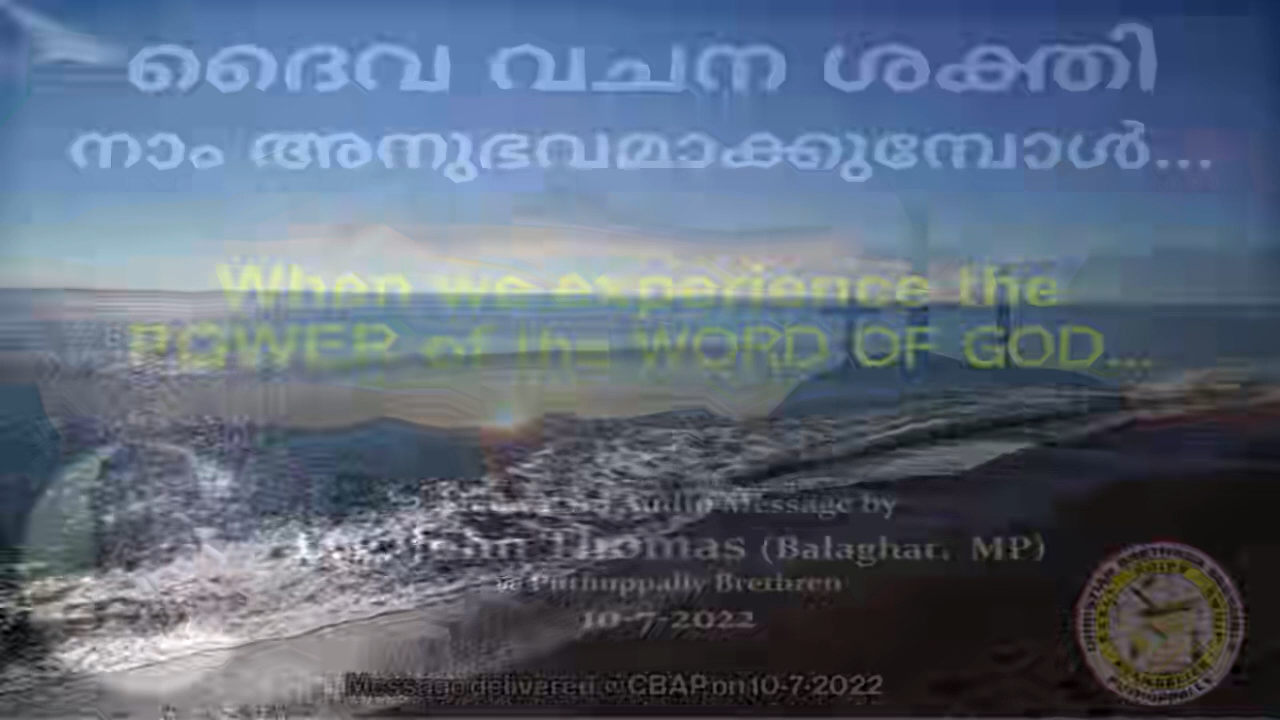 ദൈവ വചന ശക്തി
നാം അനുഭവമാക്കുമ്പോൾ...
When we experience the
POWER of the WORD OF GOD...
Audio Message by
John Thomas (Balaghat, MP)
@ Puthuppally Brethren
10-7-2022
Message delivered @ CBAP on 10-7-2022